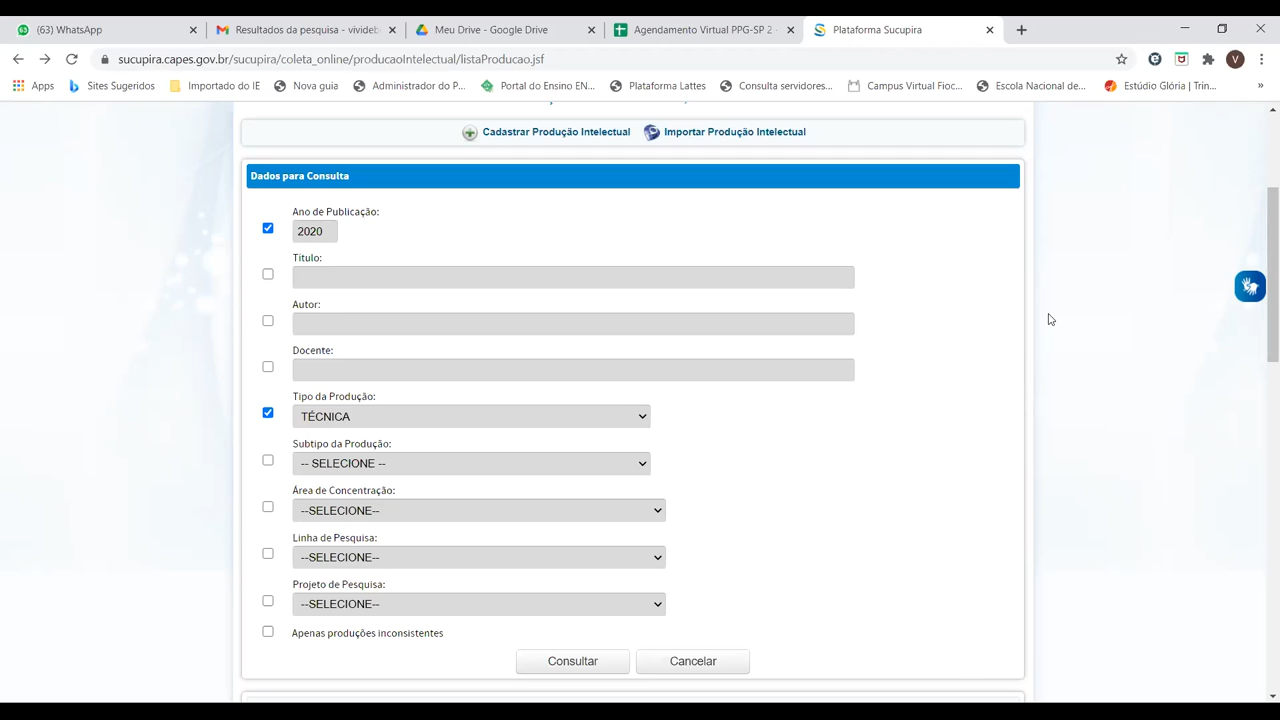 (63) WhatsApp
Resultados da pesquisa - vivideb
Meu Drive - Google Drive
Agendamento Virtual PPG-SP 2
Plataforma Sucupira
sucupira.capes.gov.br/sucupira/coleta_online/producaoIntelectual/listaProducao.jsf
V
Apps
Sites Sugeridos
Importado do IE
Nova guia
Administrador do P...
Portal do Ensino EN...
Plataforma Lattes
Consulta servidores...
Campus Virtual Fioc...
Escola Nacional de...
Estúdio Glória | Trin...
»
Cadastrar Produção Intelectual
Importar Produção Intelectual
Dados para Consulta
Ano de Publicação:
2020
Título:
Autor:
Docente:
Tipo da Produção:
TÉCNICA
Subtipo da Produção:
-- SELECIONE --
Área de Concentração:
--SELECIONE--
Linha de Pesquisa:
--SELECIONE--
Projeto de Pesquisa:
--SELECIONE--
Apenas produções inconsistentes
Consultar
Cancelar